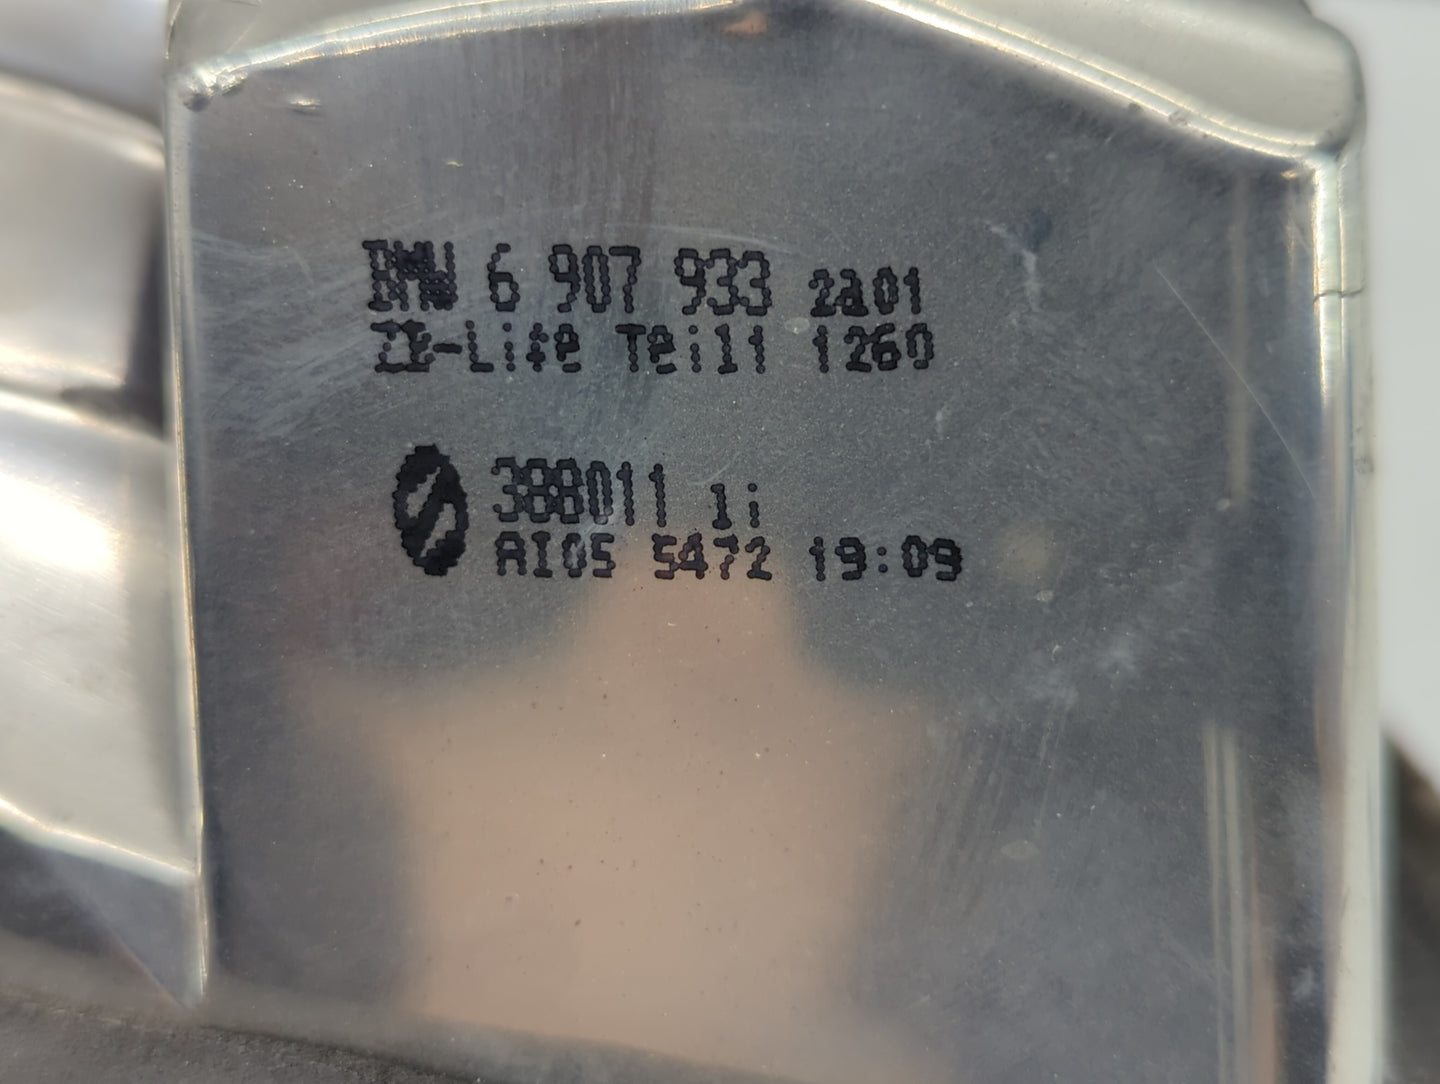 BMW 6 907 933 2a01
ZB-Life Teil1 1260
388011 1i
AI05 5472 19:09